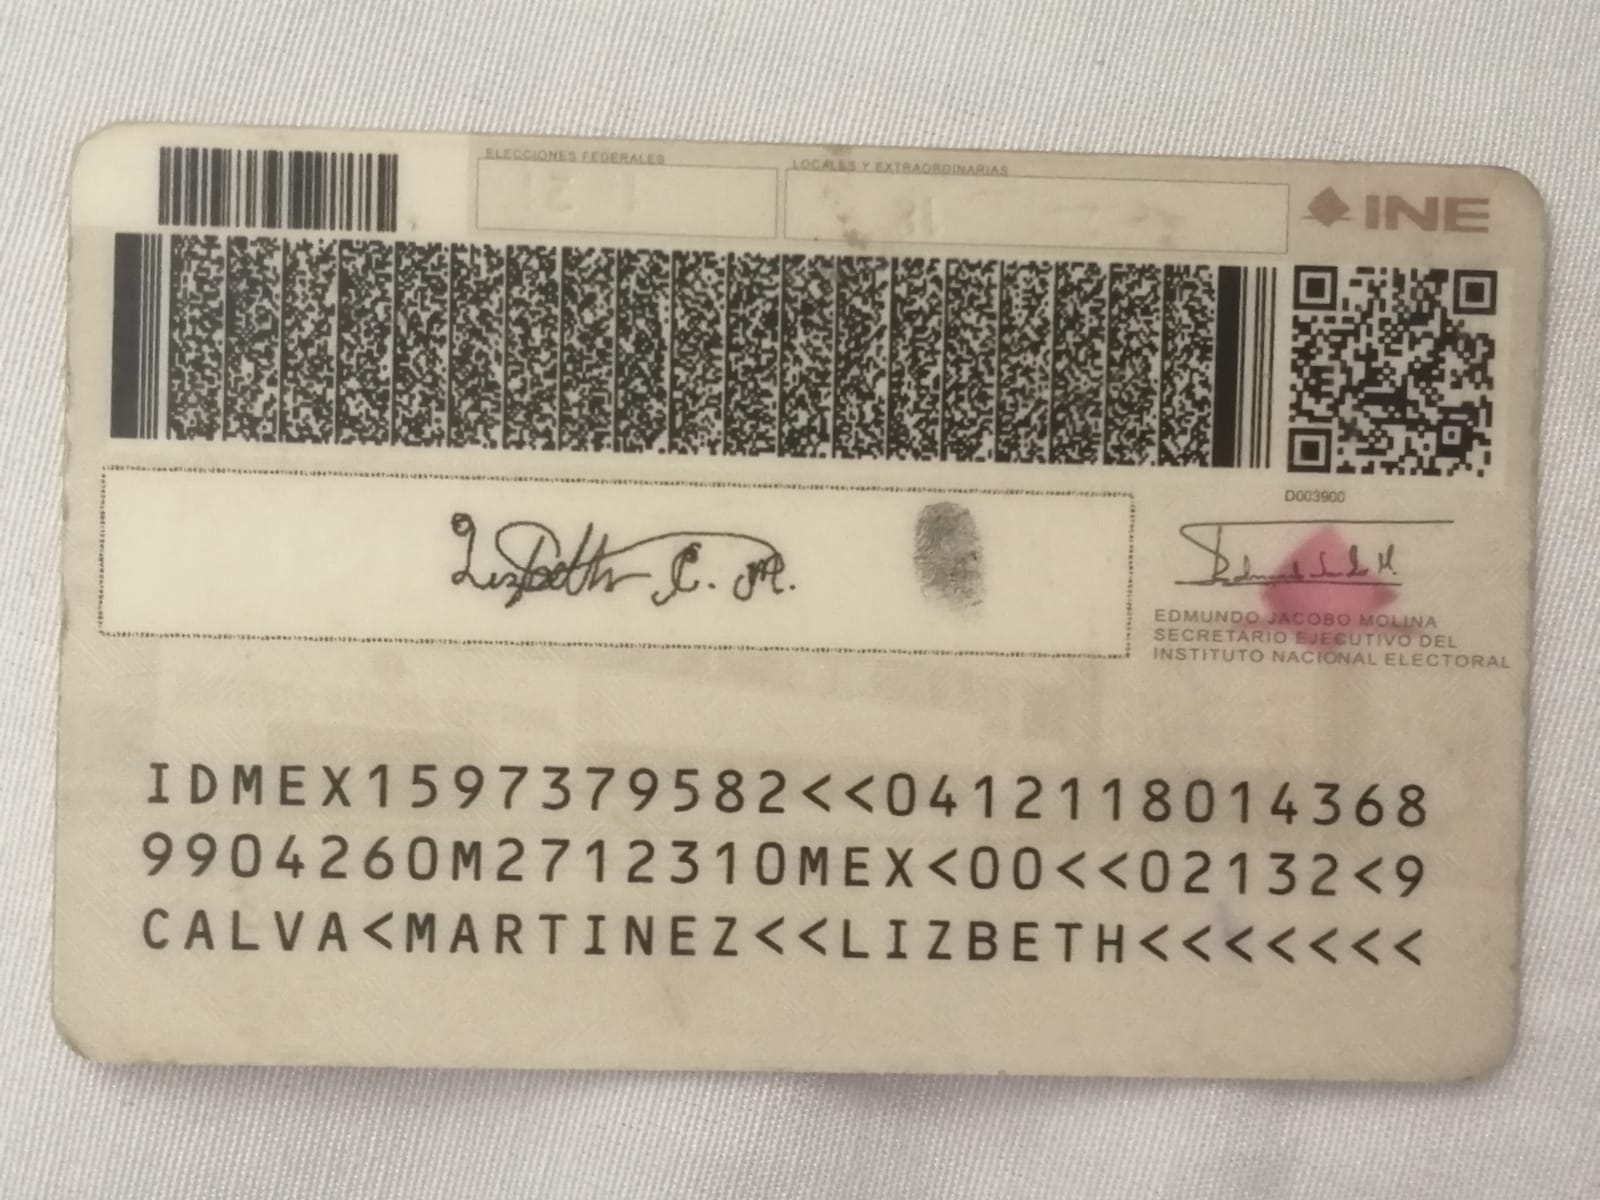 ELECCIONES FEDERALES
LOCALES Y EXTRAORDINARIAS
INE
D003900
Lizbeth C. M.
EDMUNDO JACOBO MOLINA
SECRETARIO EJECUTIVO DEL
INSTITUTO NACIONAL ELECTORAL
IDMEX1597379582<<0412118014368
9904260M2712310MEX<00<<02132<9
CALVA<MARTINEZ<<LIZBETH<<<<<<<